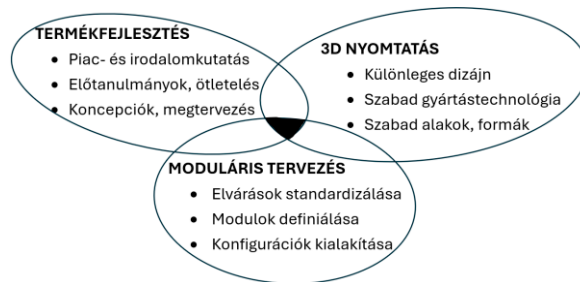 TERMÉKFEJLESZTÉS
• Piac- és irodalomkutatás
• Előtanulmányok, ötletelés
• Koncepciók, megtervezés
3D NYOMTATÁS
• Különleges dizájn
• Szabad gyártástechnológia
• Szabad alakok, formák
MODULÁRIS TERVEZÉS
• Elvárások standardizálása
• Modulok definiálása
• Konfigurációk kialakítása